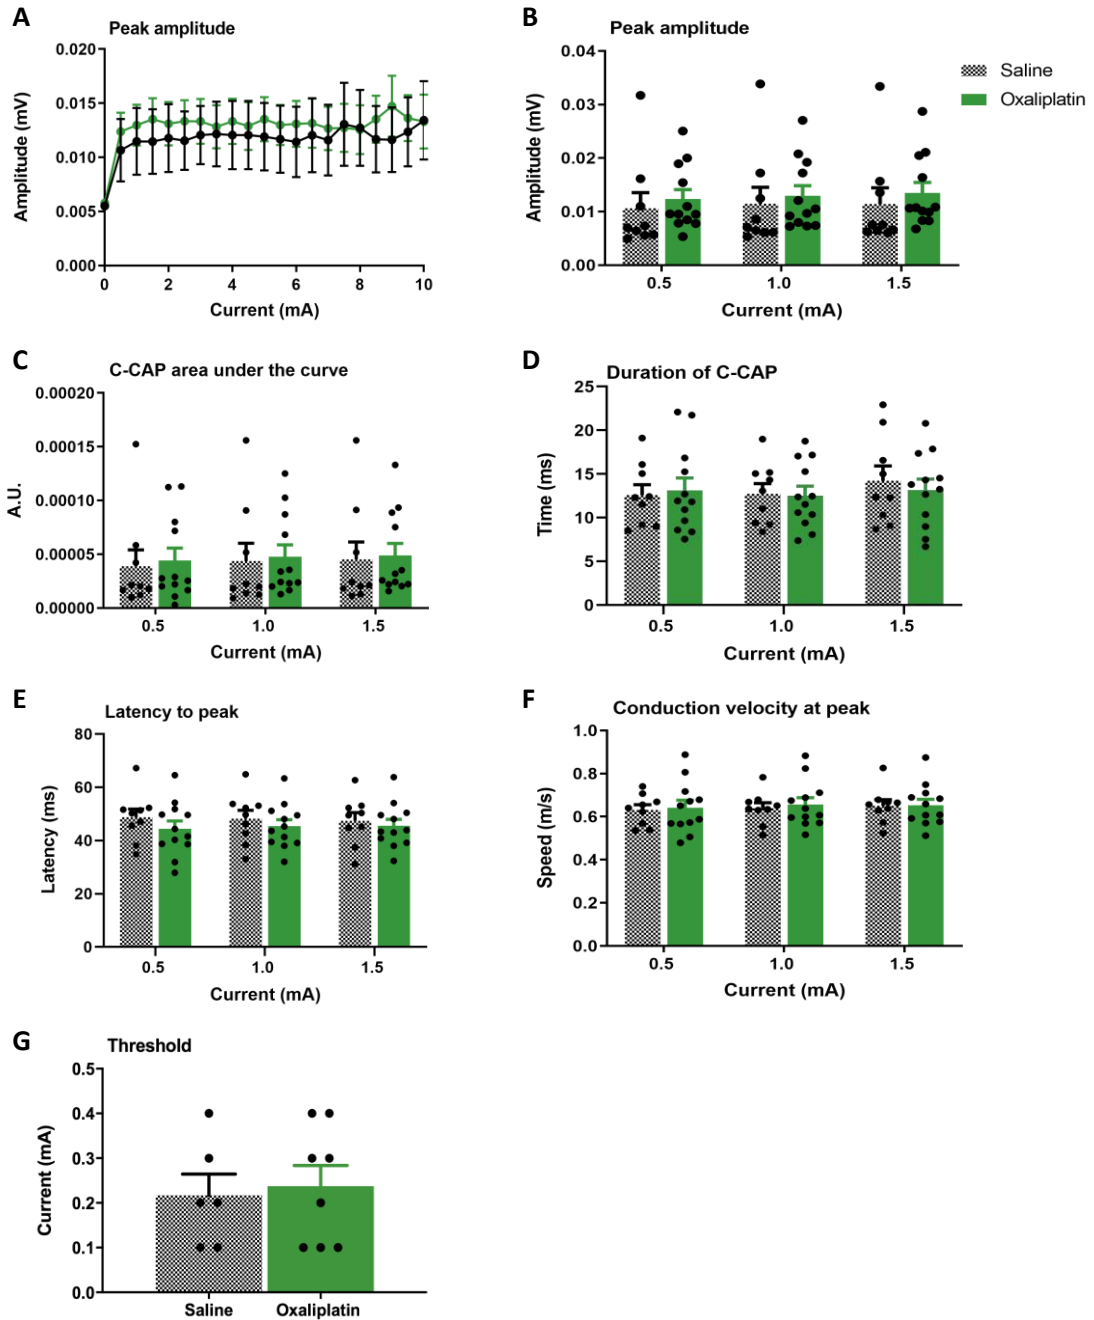 A
Peak amplitude
0.020
0.015
0.010
0.005
0.000
Amplitude (mV)
0 2 4 6 8 10
Current (mA)
B
Peak amplitude
0.04
0.03
0.02
0.01
0.00
Amplitude (mV)
0.5 1.0 1.5
Current (mA)
Saline
Oxaliplatin
C
C-CAP area under the curve
0.00020
0.00015
0.00010
0.00005
0.00000
A.U.
0.5 1.0 1.5
Current (mA)
D
Duration of C-CAP
25
20
15
10
5
0
Time (ms)
0.5 1.0 1.5
Current (mA)
E
Latency to peak
80
60
40
20
0
Latency (ms)
0.5 1.0 1.5
Current (mA)
F
Conduction velocity at peak
1.0
0.8
0.6
0.4
0.2
0.0
Speed (m/s)
0.5 1.0 1.5
Current (mA)
G
Threshold
0.5
0.4
0.3
0.2
0.1
0.0
Current (mA)
Saline Oxaliplatin